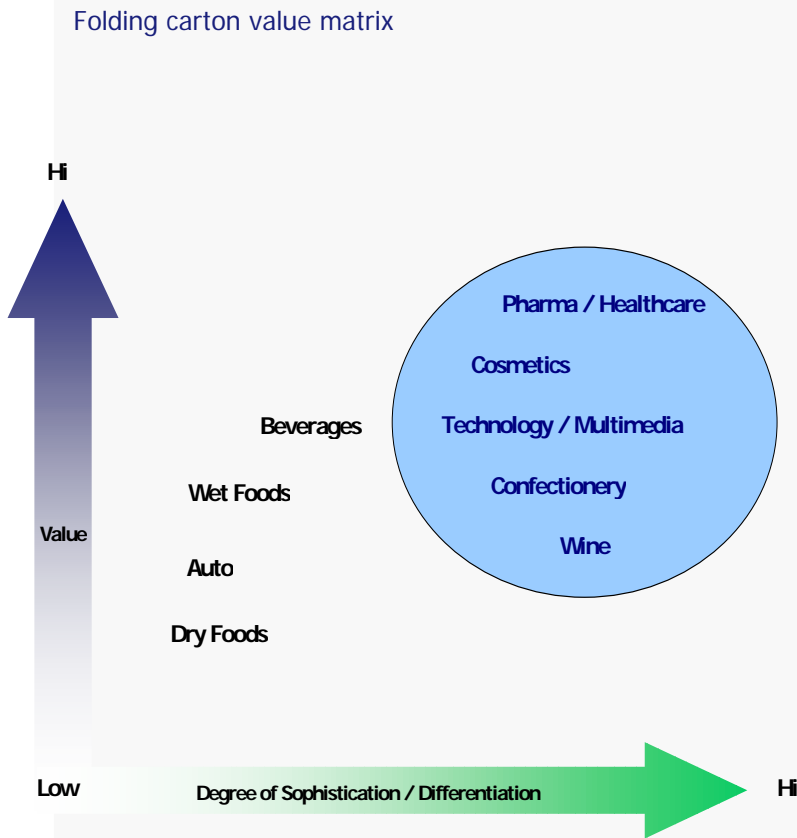 Folding carton value matrix
Hi
Pharma / Healthcare
Cosmetics
Beverages
Technology / Multimedia
Wet Foods
Confectionery
Value
Wine
Auto
Dry Foods
Low
Degree of Sophistication / Differentiation
Hi